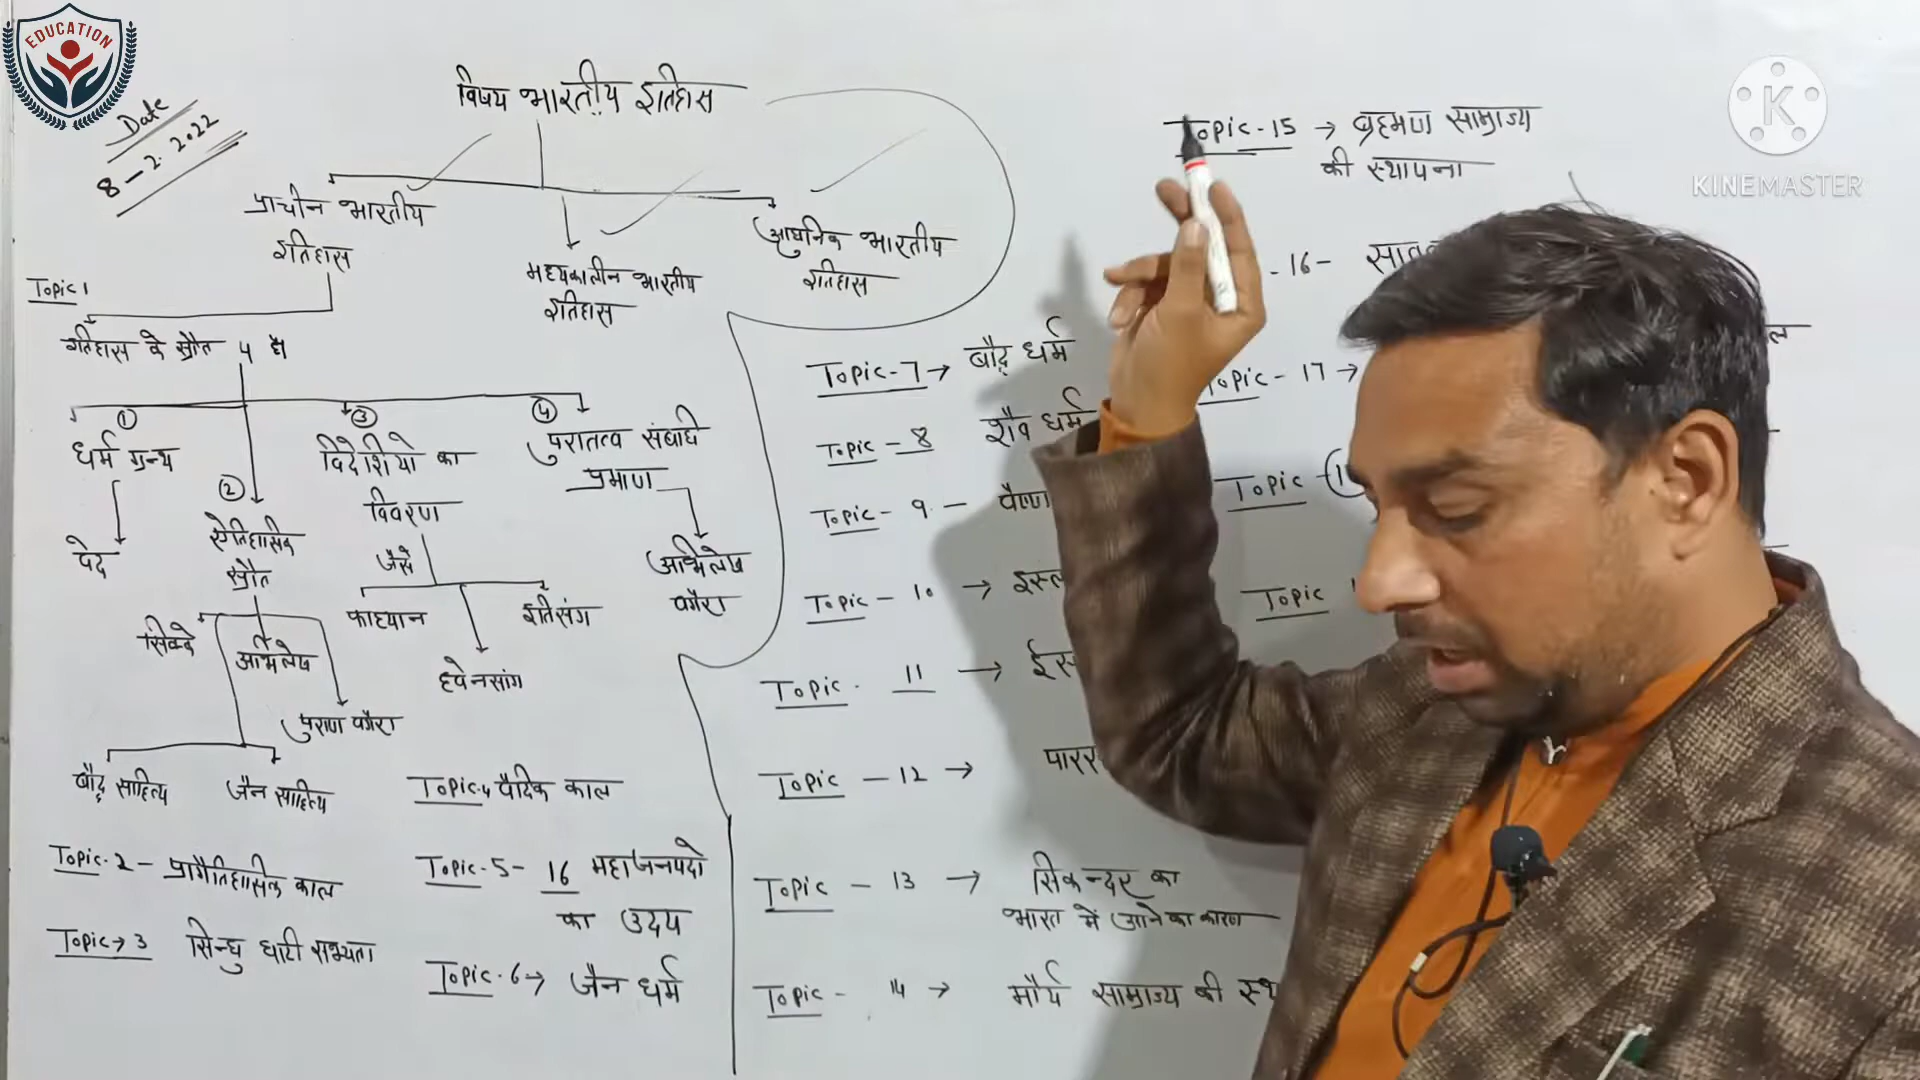 EDUCATION
Date
8-2.2022
विषय भारतीय इतिहास
प्राचीन भारतीय
इतिहास
मध्यकालीन भारतीय
इतिहास
आधुनिक भारतीय
इतिहास
Topic 1
इतिहास के स्रौत 4 है
①
धर्म ग्रन्थ
वेद
②
ऐतिहासिक
स्रौत
सिक्के
अभिलेख
पुराण वगैरा
बौद्ध साहित्य
जैन साहित्य
③
विदेशियो का
विवरण
जैसे
फाह्यान
ह्वेनसांग
इत्सिंग
④
पुरातत्व संबंधि
प्रमाण
अभिलेख
वगैरा
Topic-2 - प्रागैतिहासिक काल
Topic→3 सिन्धु घाटी सभ्यता
Topic-4 वैदिक काल
Topic-5- 16 महाजनपदो
का उदय
Topic-6→ जैन धर्म
Topic-7→ बौद्ध धर्म
Topic-8 शैव धर्म
Topic-9-
Topic-10 →
Topic-11 →
Topic-12 →
Topic-13 → सिकन्दर का
भारत में आने का कारण
Topic-14 → मौर्य साम्राज्य की
Topic-15 → ब्रहमण साम्राज्य
की स्थापना
-16-
Topic-17→
Topic
Topic
K
KINEMASTER